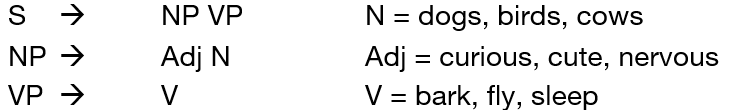 S → NP VP N = dogs, birds, cows
NP → Adj N Adj = curious, cute, nervous
VP → V V = bark, fly, sleep